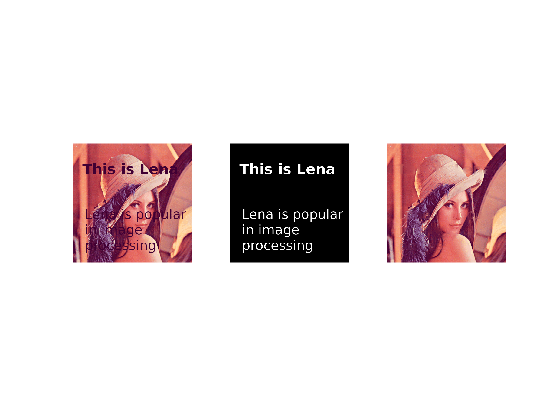 This is Lena
Lena is popular
in image
processing
This is Lena
Lena is popular
in image
processing